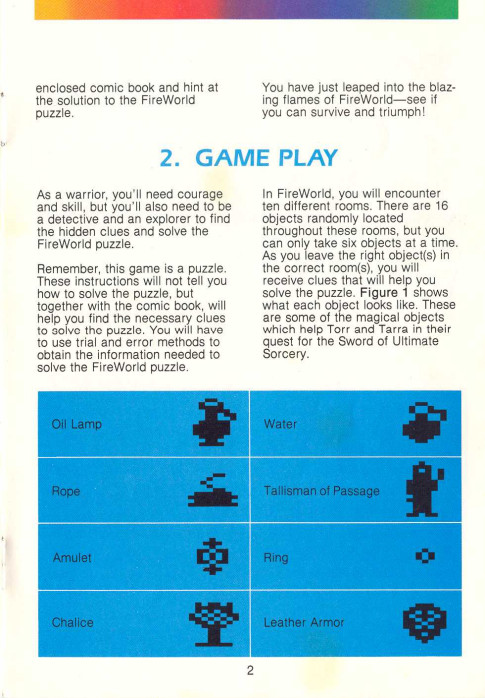 enclosed comic book and hint at
the solution to the FireWorld
puzzle.
You have just leaped into the blaz-
ing flames of FireWorld—see if
you can survive and triumph!
2. GAME PLAY
As a warrior, you'll need courage
and skill, but you'll also need to be
a detective and an explorer to find
the hidden clues and solve the
FireWorld puzzle.
Remember, this game is a puzzle.
These instructions will not tell you
how to solve the puzzle, but
together with the comic book, will
help you find the necessary clues
to solve the puzzle. You will have
to use trial and error methods to
obtain the information needed to
solve the FireWorld puzzle.
In FireWorld, you will encounter
ten different rooms. There are 16
objects randomly located
throughout these rooms, but you
can only take six objects at a time.
As you leave the right object(s) in
the correct room(s), you will
receive clues that will help you
solve the puzzle. Figure 1 shows
what each object looks like. These
are some of the magical objects
which help Torr and Tarra in their
quest for the Sword of Ultimate
Sorcery.
Oil Lamp
Water
Rope
Tallisman of Passage
Amulet
Ring
Chalice
Leather Armor
2